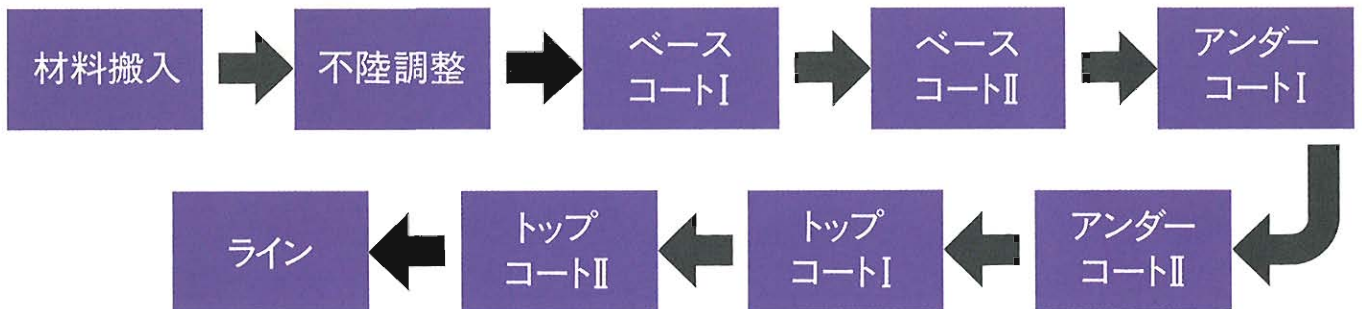 材料搬入
不陸調整
ベース
コートⅠ
ベース
コートⅡ
アンダー
コートⅠ
アンダー
コートⅡ
トップ
コートⅠ
トップ
コートⅡ
ライン